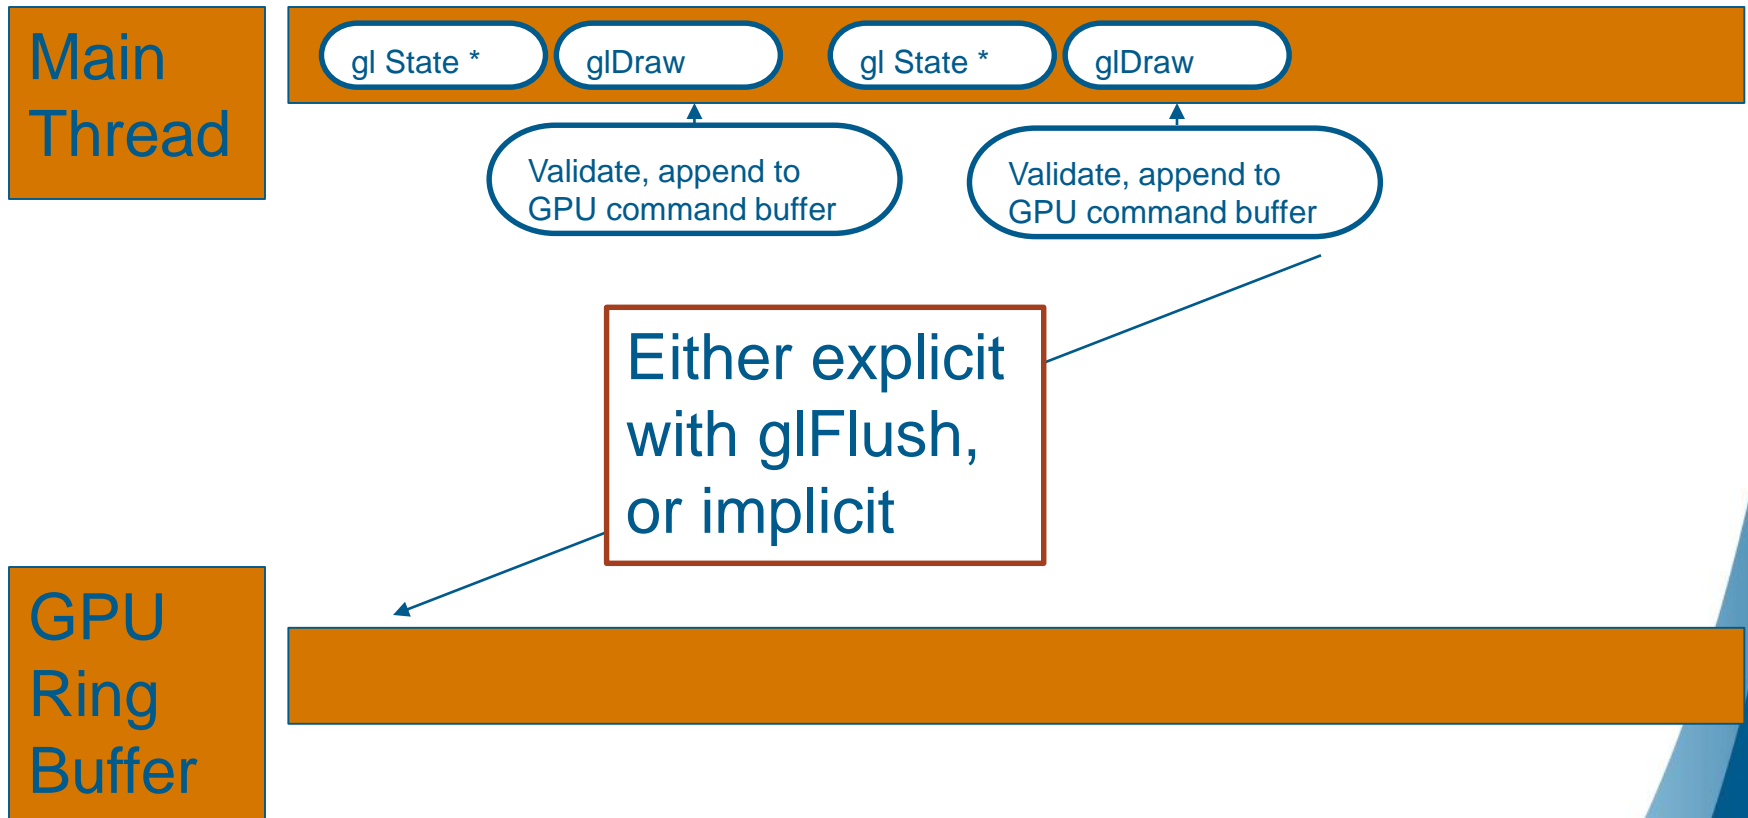 Main
Thread
gl State *
glDraw
gl State *
glDraw
Validate, append to
GPU command buffer
Validate, append to
GPU command buffer
Either explicit
with glFlush,
or implicit
GPU
Ring
Buffer